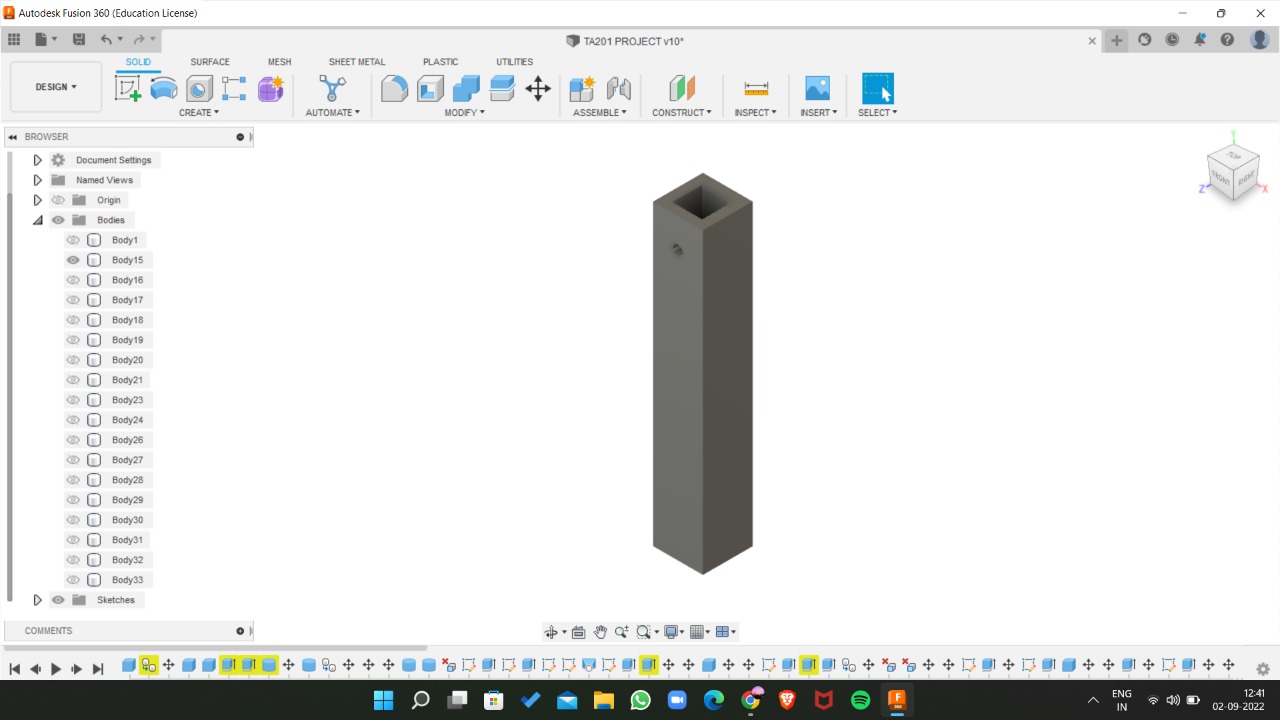 Autodesk Fusion 360 (Education License)
TA201 PROJECT v10*
SOLID SURFACE MESH SHEET METAL PLASTIC UTILITIES
DESIGN
CREATE AUTOMATE MODIFY ASSEMBLE CONSTRUCT INSPECT INSERT SELECT
BROWSER
Document Settings
Named Views
Origin
Bodies
Body1
Body15
Body16
Body17
Body18
Body19
Body20
Body21
Body23
Body24
Body26
Body27
Body28
Body29
Body30
Body31
Body32
Body33
Sketches
COMMENTS
Y
TOP
FRONT
RIGHT
Z
X
F
360
ENG
IN
12:41
02-09-2022